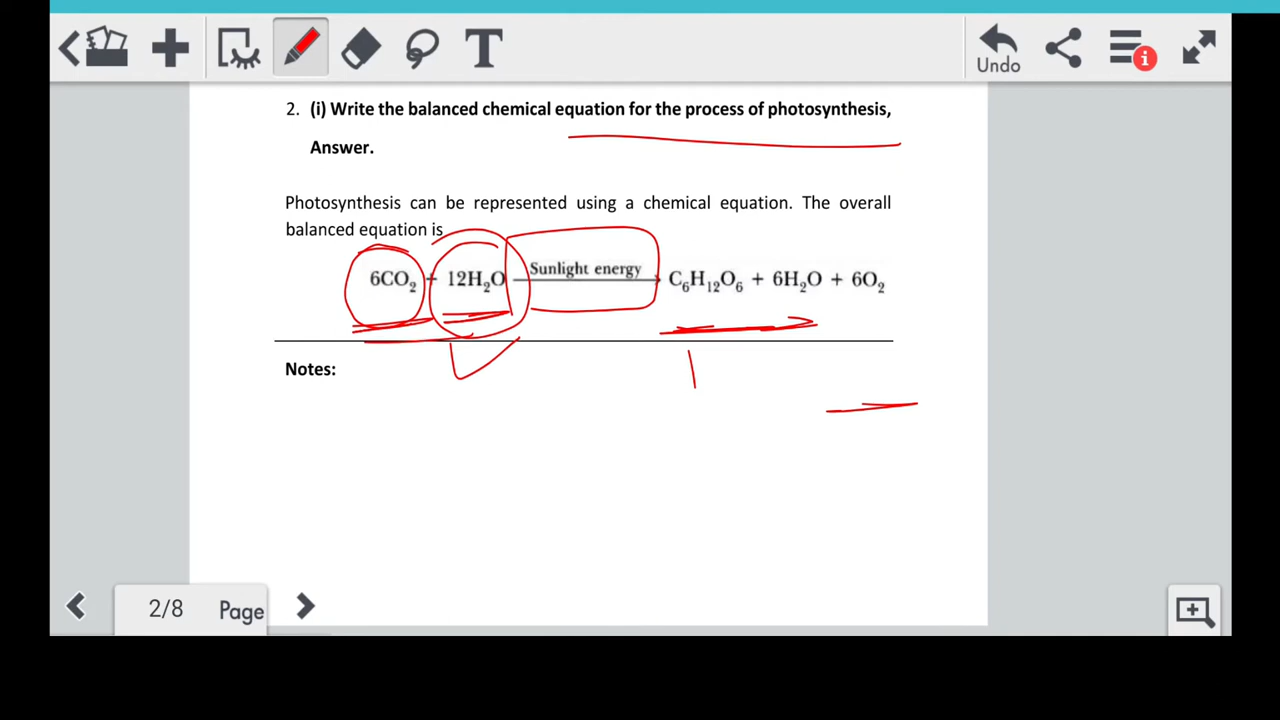 Undo
2. (i) Write the balanced chemical equation for the process of photosynthesis,
Answer.
Photosynthesis can be represented using a chemical equation. The overall
balanced equation is
6CO₂ + 12H₂O Sunlight energy C₆H₁₂O₆ + 6H₂O + 6O₂
Notes:
2/8 Page